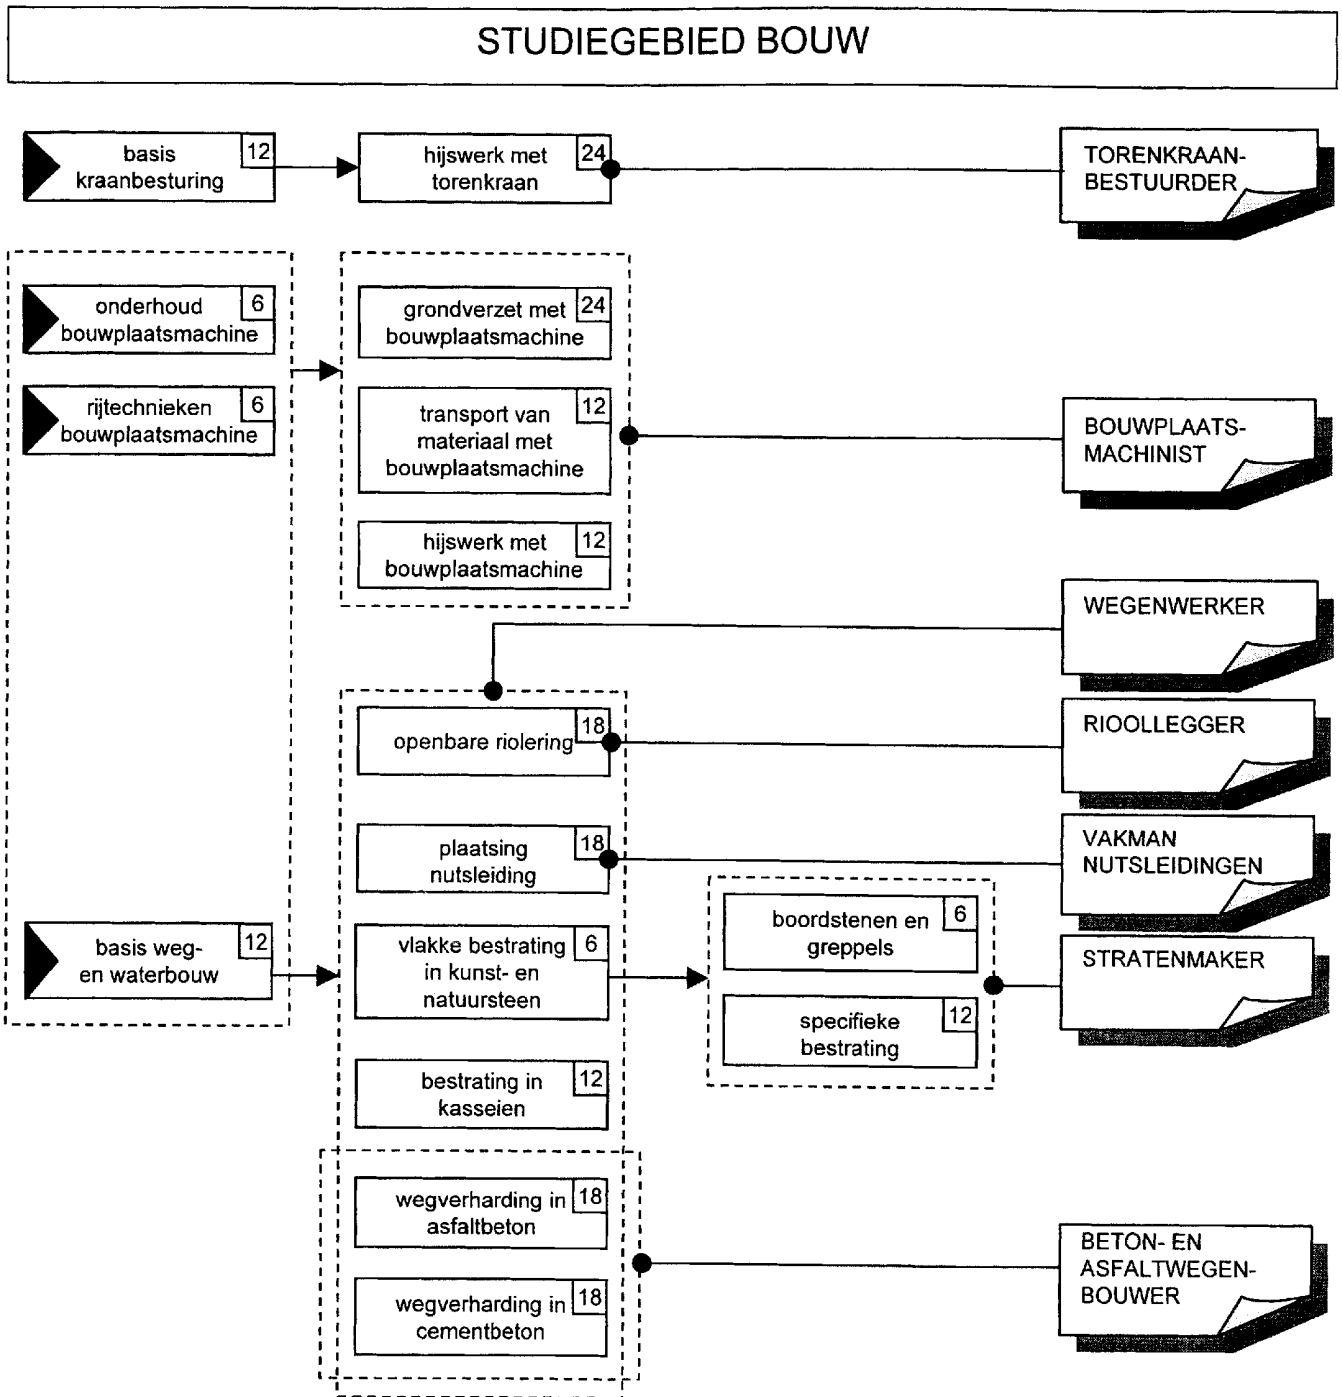 STUDIEGEBIED BOUW
basis
kraanbesturing
12
hijswerk met
torenkraan
24
TORENKRAAN-
BESTUURDER
onderhoud
bouwplaatsmachine
6
rijtechnieken
bouwplaatsmachine
6
grondverzet met
bouwplaatsmachine
24
transport van
materiaal met
bouwplaatsmachine
12
hijswerk met
bouwplaatsmachine
12
BOUWPLAATS-
MACHINIST
WEGENWERKER
openbare riolering
18
RIOOLLEGGER
plaatsing
nutsleiding
18
VAKMAN
NUTSLEIDINGEN
basis weg-
en waterbouw
12
vlakke bestrating
in kunst- en
natuursteen
6
boordstenen en
greppels
6
specifieke
bestrating
12
STRATENMAKER
bestrating in
kasseien
12
wegverharding in
asfaltbeton
18
wegverharding in
cementbeton
18
BETON- EN
ASFALTWEGEN-
BOUWER